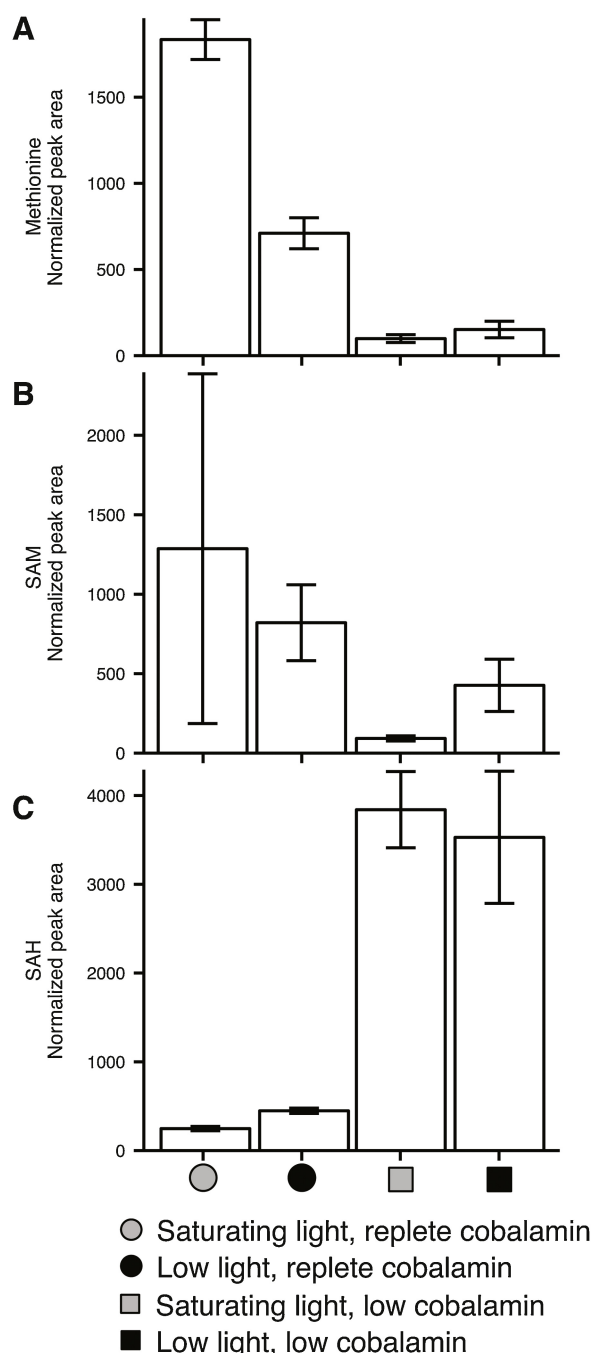 A
Methionine
Normalized peak area
1500
1000
500
0
B
SAM
Normalized peak area
2000
1500
1000
500
0
C
SAH
Normalized peak area
4000
3000
2000
1000
0
Saturating light, replete cobalamin
Low light, replete cobalamin
Saturating light, low cobalamin
Low light, low cobalamin